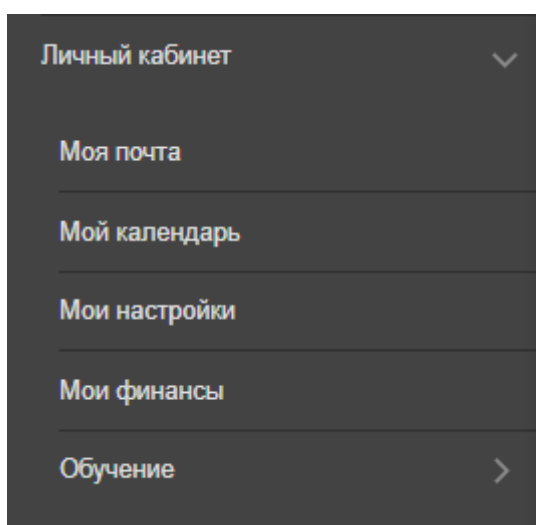 Личный кабинет
Моя почта
Мой календарь
Мои настройки
Мои финансы
Обучение